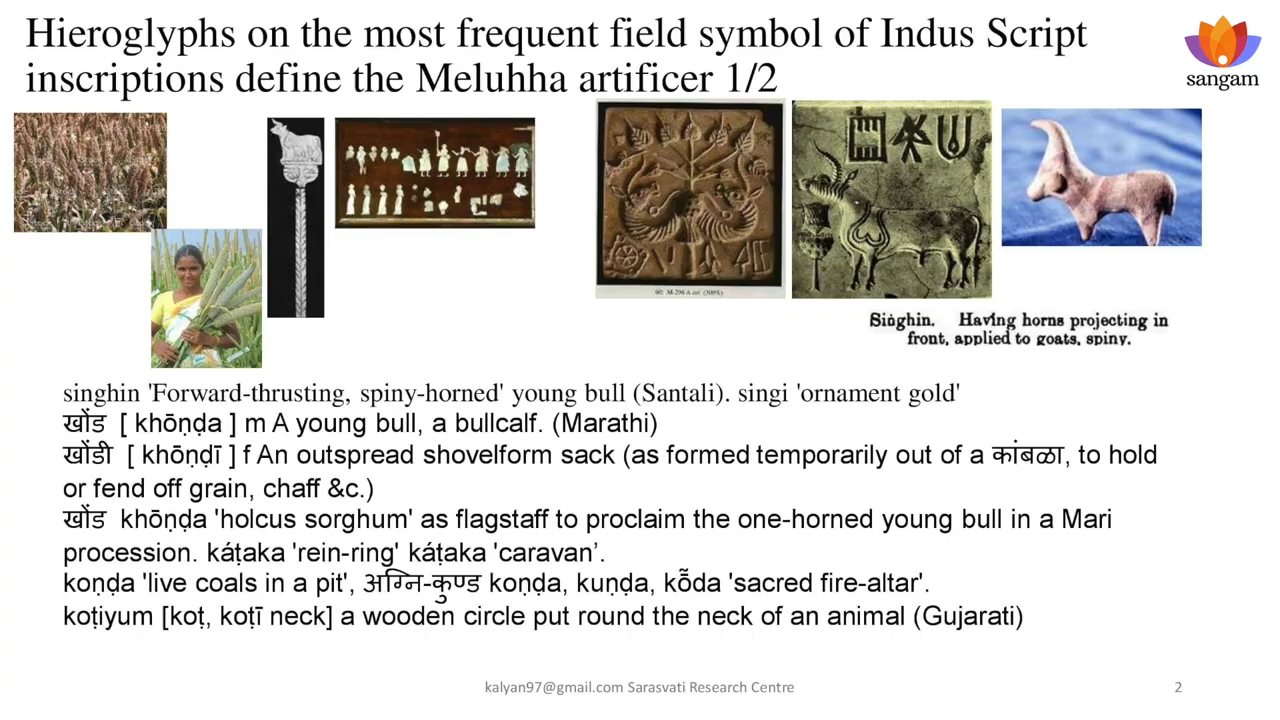 Hieroglyphs on the most frequent field symbol of Indus Script
inscriptions define the Meluhha artificer 1/2
sangam
60: M-296 A
(300%)
Singhin. Having horns projecting in
front, applied to goats, spiny.
singhin 'Forward-thrusting, spiny-horned' young bull (Santali). singi 'ornament gold'
खोंड [ khōṇḍa ] m A young bull, a bullcalf. (Marathi)
खोंडी [ khōṇḍī ] f An outspread shovelform sack (as formed temporarily out of a कांबळा, to hold
or fend off grain, chaff &c.)
खोंड khōṇḍa 'holcus sorghum' as flagstaff to proclaim the one-horned young bull in a Mari
procession. káṭaka 'rein-ring' káṭaka 'caravan’.
koṇḍa 'live coals in a pit', अग्नि-कुण्ड koṇḍa, kuṇḍa, kõda 'sacred fire-altar'.
koṭiyum [koṭ, koṭī neck] a wooden circle put round the neck of an animal (Gujarati)
kalyan97@gmail.com Sarasvati Research Centre
2